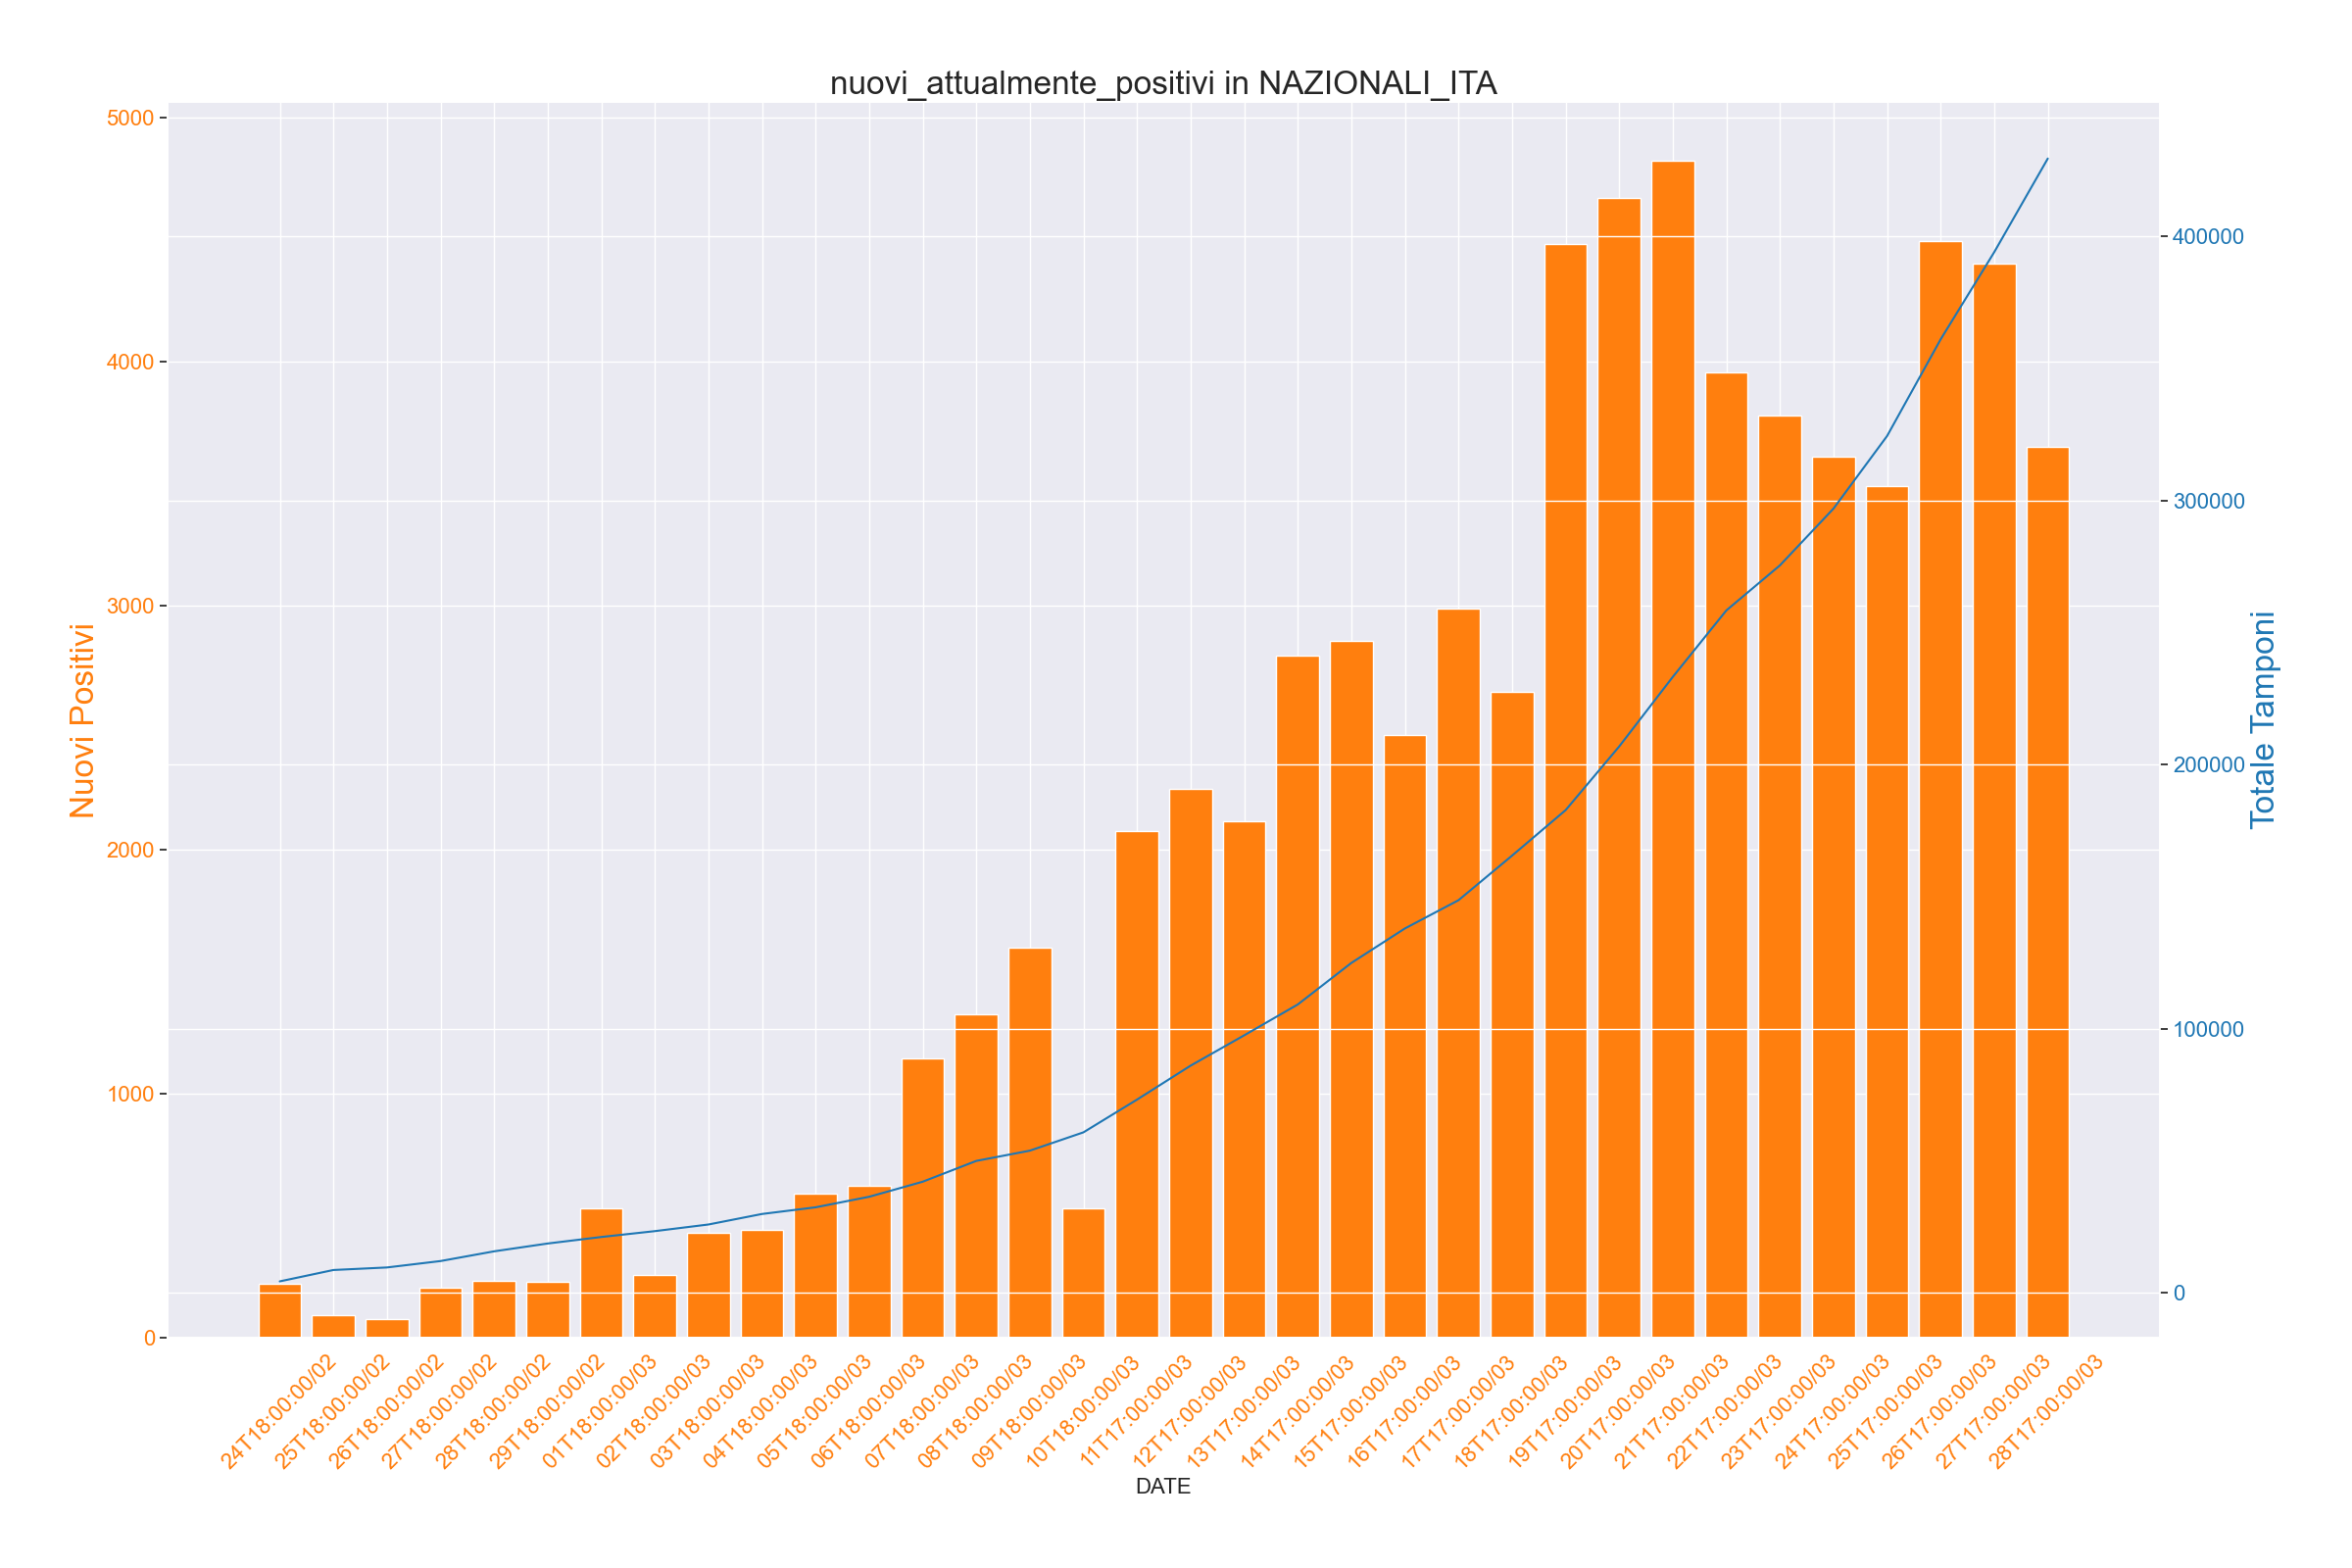 nuovi_attualmente_positivi in NAZIONALI_ITA
5000
4000
3000
2000
1000
0
Nuovi Positivi
400000
300000
200000
100000
0
Totale Tamponi
24T18:00:00/02
25T18:00:00/02
26T18:00:00/02
27T18:00:00/02
28T18:00:00/02
29T18:00:00/02
01T18:00:00/03
02T18:00:00/03
03T18:00:00/03
04T18:00:00/03
05T18:00:00/03
06T18:00:00/03
07T18:00:00/03
08T18:00:00/03
09T18:00:00/03
10T18:00:00/03
11T17:00:00/03
12T17:00:00/03
13T17:00:00/03
14T17:00:00/03
15T17:00:00/03
16T17:00:00/03
17T17:00:00/03
18T17:00:00/03
19T17:00:00/03
20T17:00:00/03
21T17:00:00/03
22T17:00:00/03
23T17:00:00/03
24T17:00:00/03
25T17:00:00/03
26T17:00:00/03
27T17:00:00/03
28T17:00:00/03
DATE